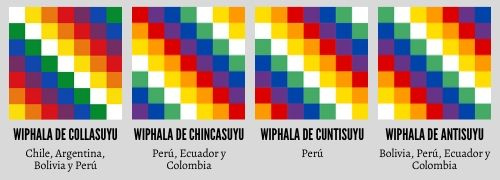 WIPHALA DE COLLASUYU
Chile, Argentina,
Bolivia y Perú
WIPHALA DE CHINCASUYU
Perú, Ecuador y
Colombia
WIPHALA DE CUNTISUYU
Perú
WIPHALA DE ANTISUYU
Bolivia, Perú, Ecuador y
Colombia